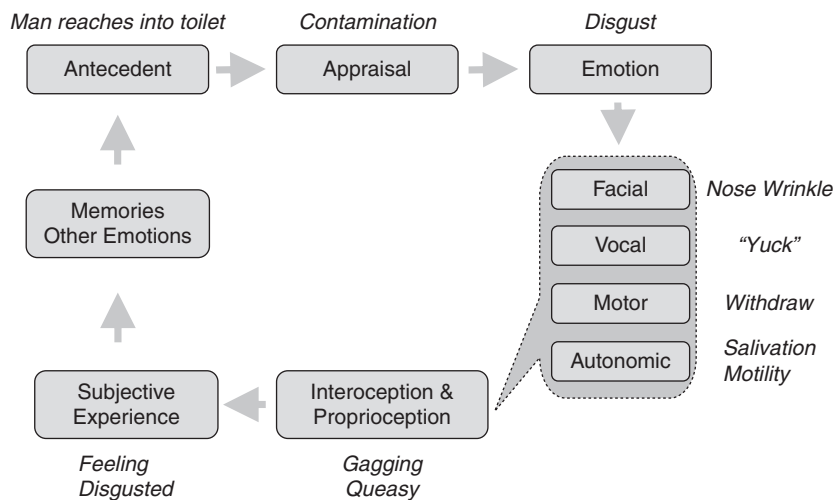 Man reaches into toilet
Contamination
Disgust
Antecedent
Appraisal
Emotion
Facial
Nose Wrinkle
Memories
Other Emotions
Vocal
“Yuck”
Motor
Withdraw
Autonomic
Salivation
Motility
Subjective
Experience
Interoception &
Proprioception
Feeling
Disgusted
Gagging
Queasy